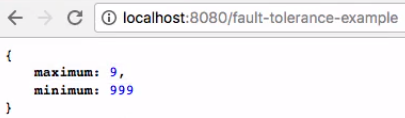 localhost:8080/fault-tolerance-example
{
    maximum: 9,
    minimum: 999
}